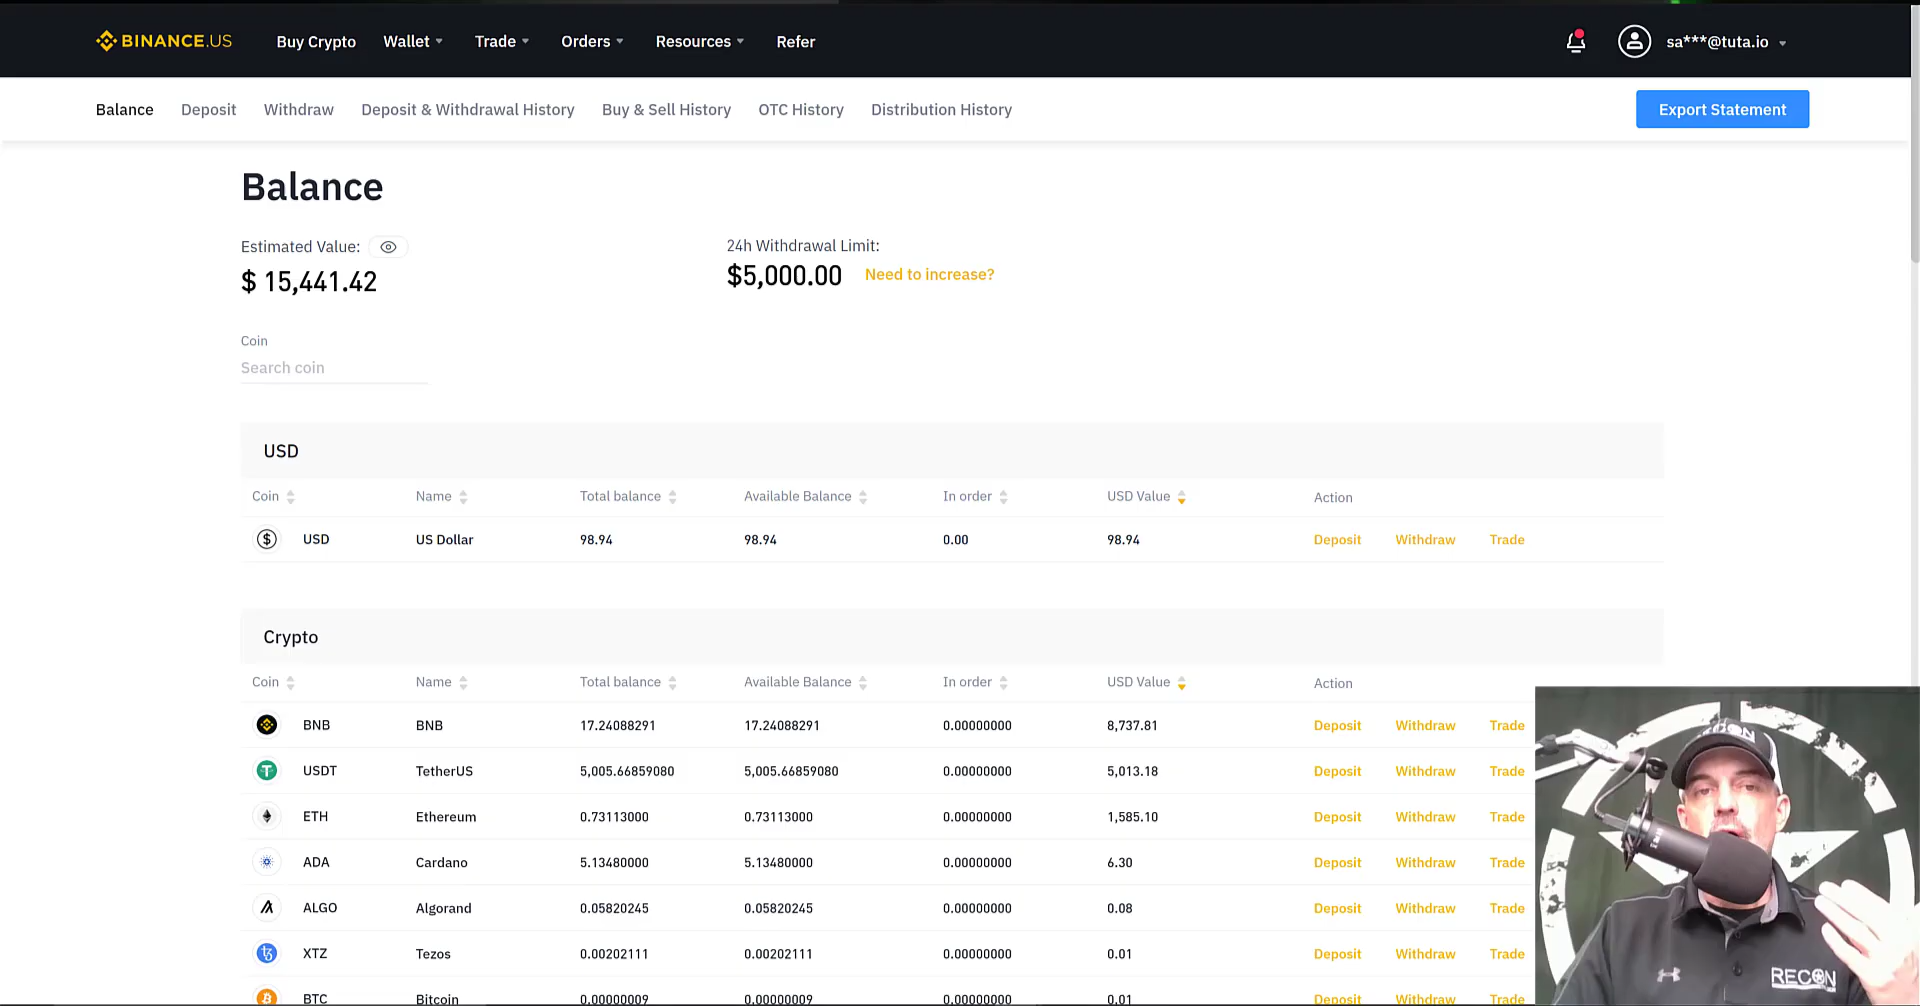 BINANCE.US Buy Crypto Wallet Trade Orders Resources Refer sa***@tuta.io
Balance Deposit Withdraw Deposit & Withdrawal History Buy & Sell History OTC History Distribution History Export Statement
Balance
Estimated Value: 24h Withdrawal Limit:
$ 15,441.42 $5,000.00 Need to increase?
Coin
Search coin
USD
Coin Name Total balance Available Balance In order USD Value Action
USD US Dollar 98.94 98.94 0.00 98.94 Deposit Withdraw Trade
Crypto
Coin Name Total balance Available Balance In order USD Value Action
BNB BNB 17.24088291 17.24088291 0.00000000 8,737.81 Deposit Withdraw Trade
USDT TetherUS 5,005.66859080 5,005.66859080 0.00000000 5,013.18 Deposit Withdraw Trade
ETH Ethereum 0.73113000 0.73113000 0.00000000 1,585.10 Deposit Withdraw Trade
ADA Cardano 5.13480000 5.13480000 0.00000000 6.30 Deposit Withdraw Trade
ALGO Algorand 0.05820245 0.05820245 0.00000000 0.08 Deposit Withdraw Trade
XTZ Tezos 0.00202111 0.00202111 0.00000000 0.01 Deposit Withdraw Trade
BTC Bitcoin 0.00000009 0.00000009 0.00000000 0.01 Deposit Withdraw Trade
RECON
RECON